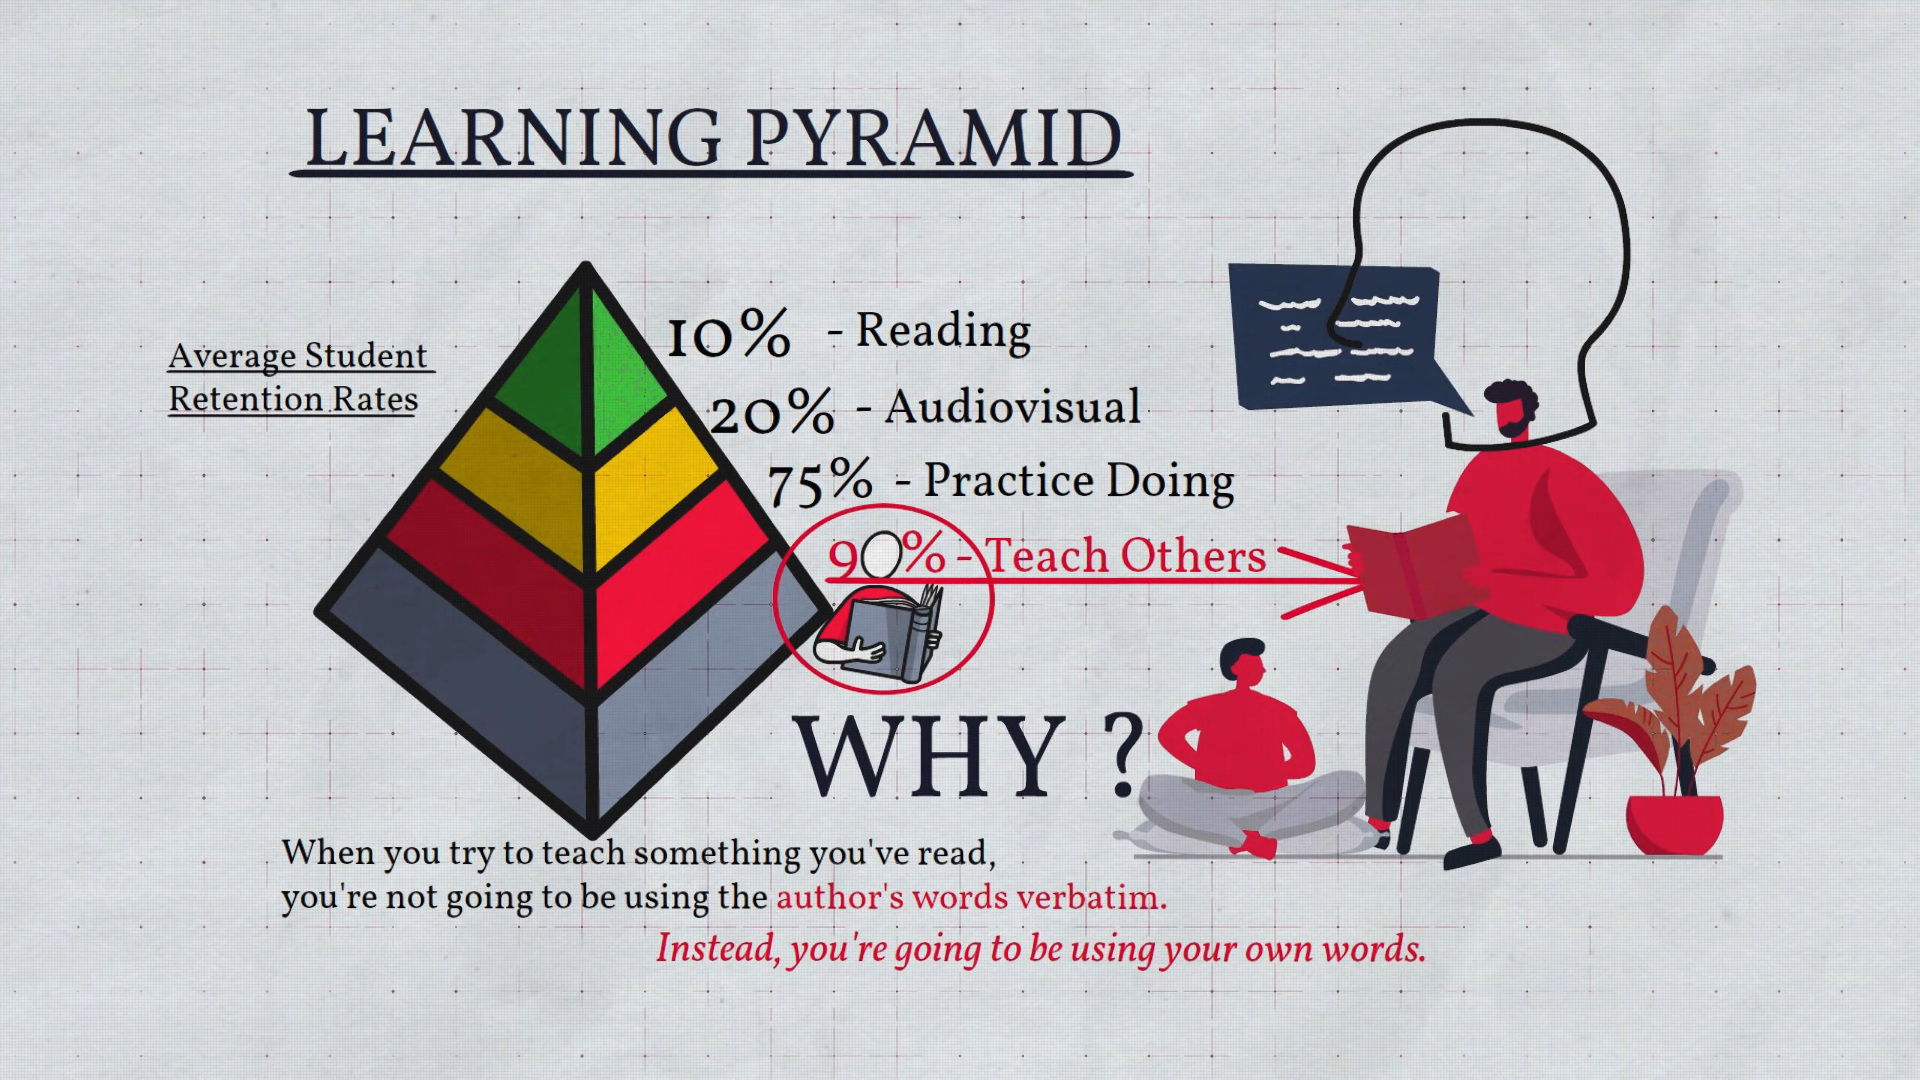 LEARNING PYRAMID
Average Student
Retention Rates
10% - Reading
20% - Audiovisual
75% - Practice Doing
9 % - Teach Others
WHY ?
When you try to teach something you've read,
you're not going to be using the author's words verbatim.
Instead, you're going to be using your own words.